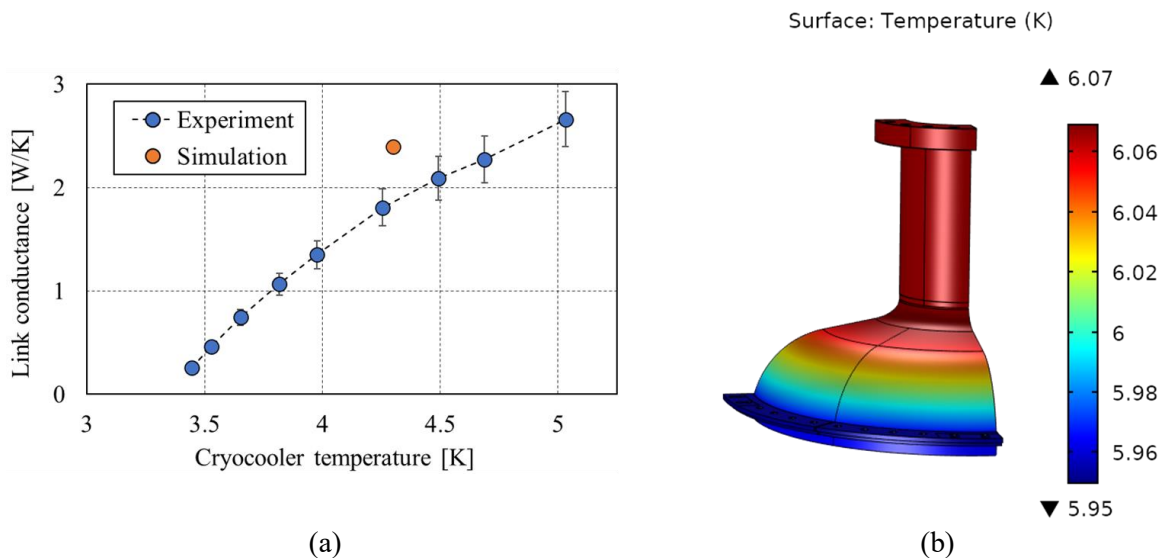 Surface: Temperature (K)
Link conductance [W/K]
3
2
1
0
Experiment
Simulation
3
3.5
4
4.5
5
Cryocooler temperature [K]
(a)
▲ 6.07
6.06
6.04
6.02
6
5.98
5.96
▼ 5.95
(b)